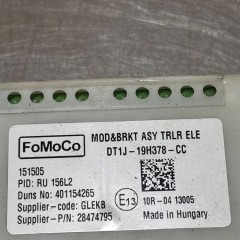 FoMoCo
MOD&BRKT ASY TRLR ELE
DT1J-19H378-CC
151505
PID: RU 156L2
Duns No: 401154265
Supplier - Code: GLEKB
Supplier - P/N: 28474795
E13
10R-04 13005
Made in Hungary